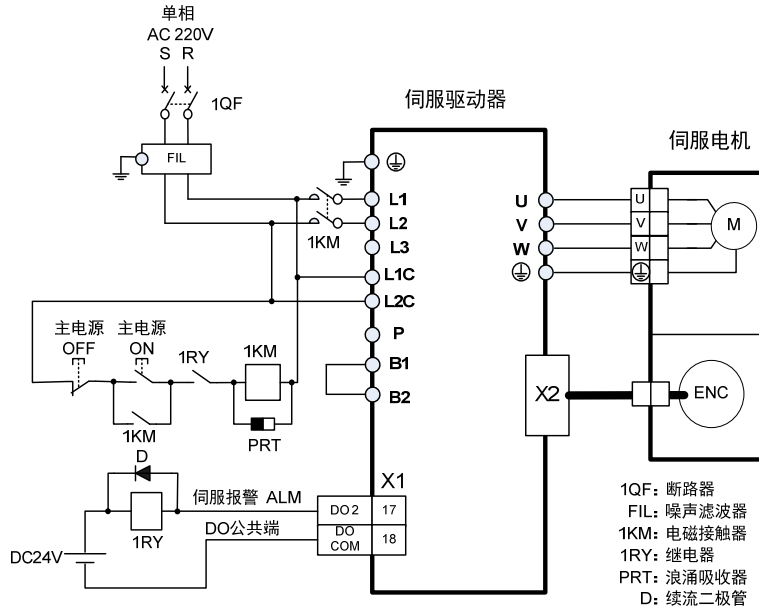 单相
AC 220V
S R
1QF
伺服驱动器
伺服电机
FIL
L1
L2
1KM
L3
L1C
L2C
P
B1
B2
U
V
W
U
V
W
M
主电源
OFF
主电源
ON
1RY
1KM
1KM
PRT
X2
ENC
D
1RY
伺服报警 ALM
DO公共端
DC24V
X1
DO 2
17
DO
COM
18
1QF: 断路器
FIL: 噪声滤波器
1KM: 电磁接触器
1RY: 继电器
PRT: 浪涌吸收器
D: 续流二极管